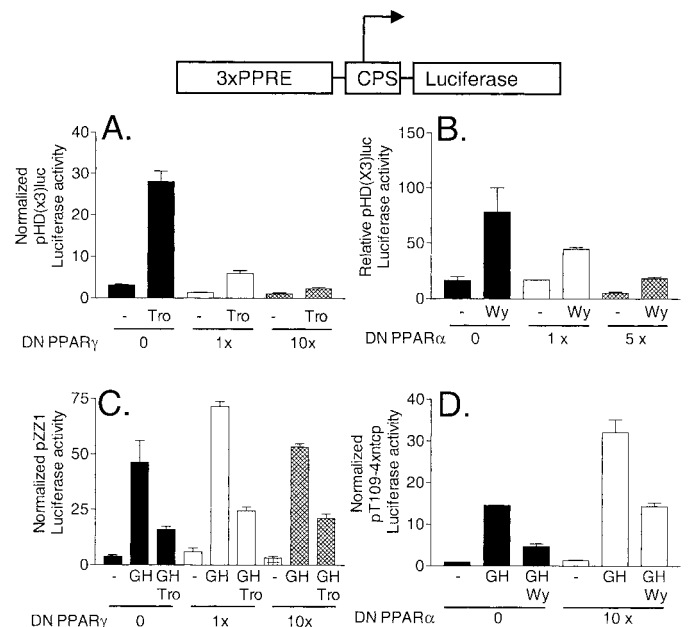 3xPPRE CPS Luciferase
A.
Normalized
pHD(x3)luc
Luciferase activity
40
30
20
10
0
- Tro - Tro - Tro
DN PPARγ 0 1x 10x
B.
Relative pHD(X3)luc
Luciferase activity
150
100
50
0
- Wy - Wy - Wy
DN PPARα 0 1 x 5 x
C.
Normalized pZZ1
Luciferase activity
75
50
25
0
- GH GH - GH GH - GH GH
Tro Tro Tro
DN PPARγ 0 1x 10x
D.
Normalized
pT109-4xntcp
Luciferase activity
40
30
20
10
0
- GH GH - GH GH
Wy Wy
DN PPARα 0 10x